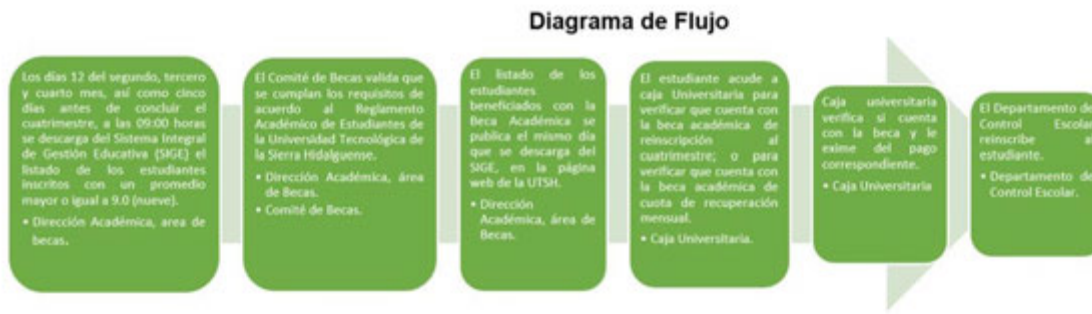 Diagrama de Flujo
Los días 12 del segundo, tercero
y cuarto mes, así como cinco
días antes de concluir el
cuatrimestre, a las 09:00 horas
se descarga del Sistema Integral
de Gestión Educativa (SIGE) el
listado de los estudiantes
inscritos con un promedio
mayor o igual a 9.0 (nueve).
• Dirección Académica, area de
becas.
El Comité de Becas valida que
se cumplan los requisitos de
acuerdo al Reglamento
Académico de Estudiantes de
la Universidad Tecnológica de
la Sierra Hidalguense.
• Dirección Académica, área
de Becas.
• Comité de Becas.
El listado de los
estudiantes
beneficiados con la
Beca Académica se
publica el mismo día
que se descarga del
SIGE, en la página
web de la UTSH.
• Dirección
Académica, área de
Becas.
El estudiante acude a
caja Universitaria para
verificar que cuenta con
la beca académica de
reinscripción al
cuatrimestre; o para
verificar que cuenta con
la beca académica de
cuota de recuperación
mensual.
• Caja Universitaria.
Caja universitaria
verifica si cuenta
con la beca y le
exime del pago
correspondiente.
• Caja Universitaria
El Departamento d
Control Escolar
reinscribe a
estudiante.
• Departamento de
Control Escolar.